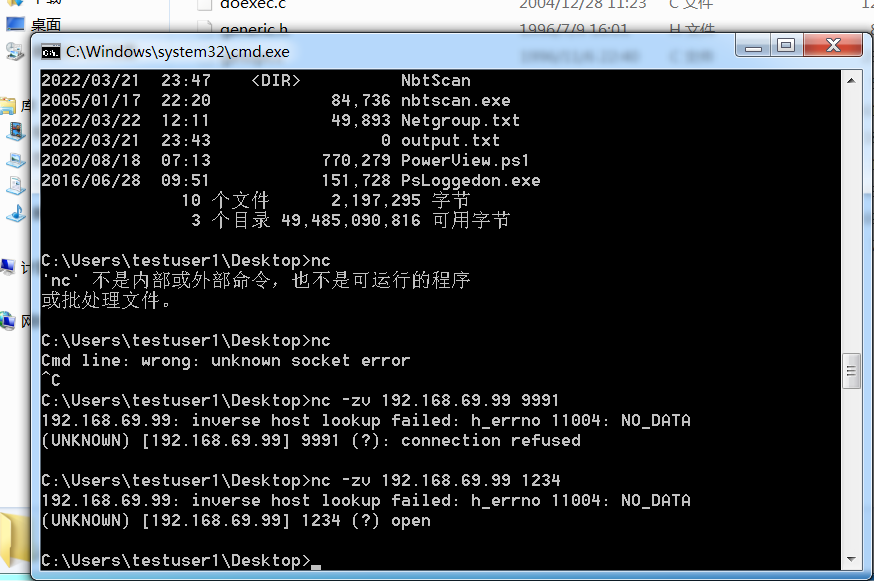 doexec.c 2004/12/28 11:23 C 文件
桌面 generic.h 1996/7/9 16:01 H 文件
C:\Windows\system32\cmd.exe
2022/03/21  23:47    <DIR>          NbtScan
2005/01/17  22:20            84,736 nbtscan.exe
2022/03/22  12:11            49,893 Netgroup.txt
2022/03/21  23:43                 0 output.txt
2020/08/18  07:13           770,279 PowerView.ps1
2016/06/28  09:51           151,728 PsLoggedon.exe
10 个文件      2,197,295 字节
3 个目录 49,485,090,816 可用字节
C:\Users\testuser1\Desktop>nc
'nc' 不是内部或外部命令，也不是可运行的程序
或批处理文件。
C:\Users\testuser1\Desktop>nc
Cmd line: wrong: unknown socket error
^C
C:\Users\testuser1\Desktop>nc -zv 192.168.69.99 9991
192.168.69.99: inverse host lookup failed: h_errno 11004: NO_DATA
(UNKNOWN) [192.168.69.99] 9991 (?): connection refused
C:\Users\testuser1\Desktop>nc -zv 192.168.69.99 1234
192.168.69.99: inverse host lookup failed: h_errno 11004: NO_DATA
(UNKNOWN) [192.168.69.99] 1234 (?) open
C:\Users\testuser1\Desktop>_